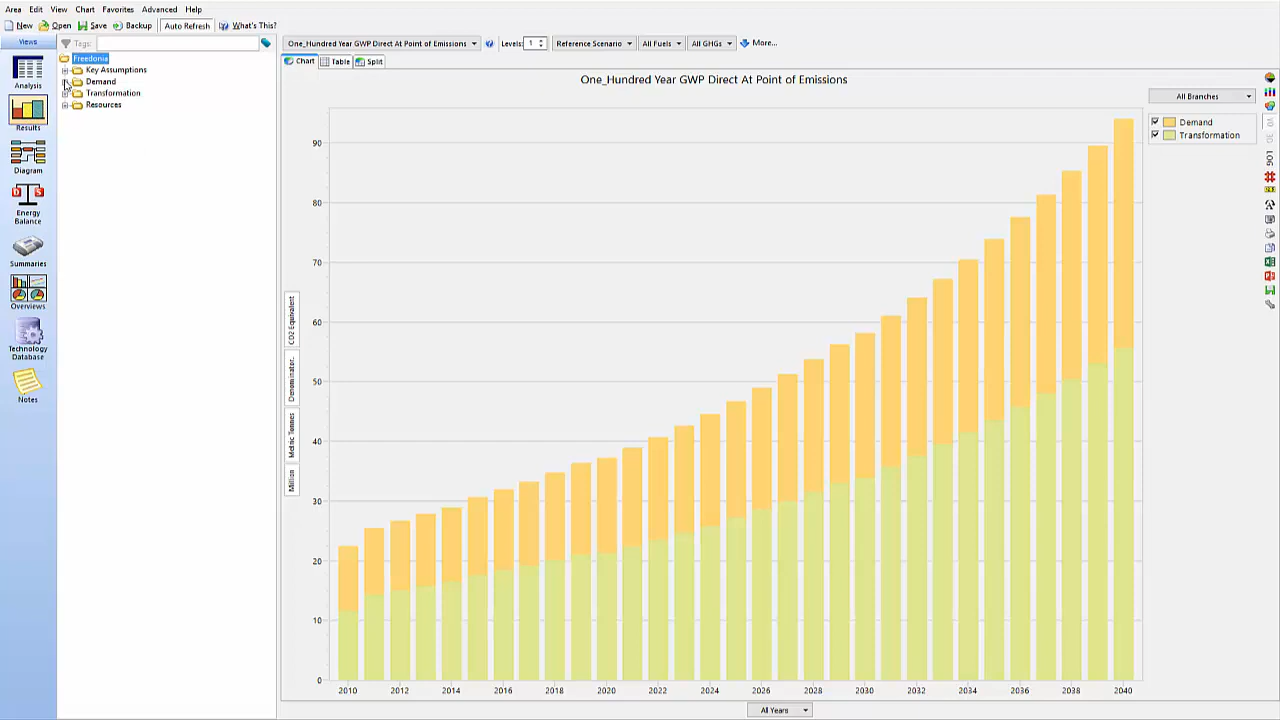 Area Edit View Chart Favorites Advanced Help
New Open Save Backup Auto Refresh What's This?
Views
Tags:
One_Hundred Year GWP Direct At Point of Emissions
Levels: 1
Reference Scenario
All Fuels
All GHGs
More...
Analysis
Results
Diagram
Energy
Balance
Summaries
Overviews
Technology
Database
Notes
Freedonia
Key Assumptions
Demand
Transformation
Resources
Chart Table Split
One_Hundred Year GWP Direct At Point of Emissions
All Branches
Demand
Transformation
LOG
CO2 Equivalent
Denominator..
Metric Tonnes
Million
90
80
70
60
50
40
30
20
10
0
2010 2012 2014 2016 2018 2020 2022 2024 2026 2028 2030 2032 2034 2036 2038 2040
All Years